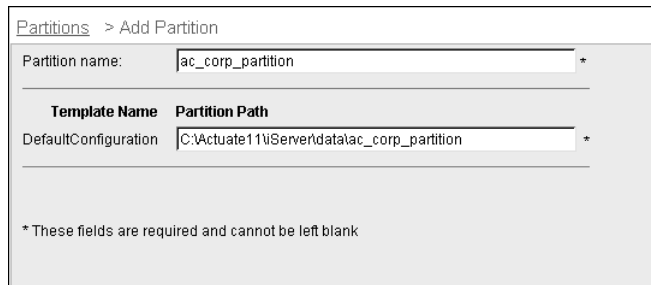 Partitions > Add Partition
Partition name: ac_corp_partition *
Template Name Partition Path
DefaultConfiguration C:\Actuate11\iServer\data\ac_corp_partition *
* These fields are required and cannot be left blank